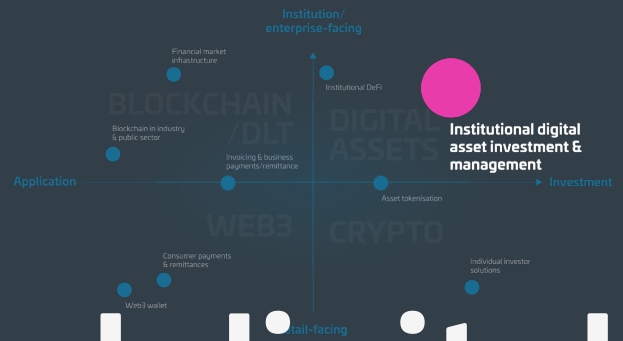 Institution/
enterprise-facing
Financial market
infrastructure
Institutional DeFi
BLOCKCHAIN
/DLT
DIGITAL
ASSETS
Institutional digital
asset investment &
management
Blockchain in industry
& public sector
Invoicing & business
payments/remittance
Application
Investment
Asset tokenisation
WEB3
CRYPTO
Consumer payments
& remittances
Individual investor
solutions
Web3 wallet